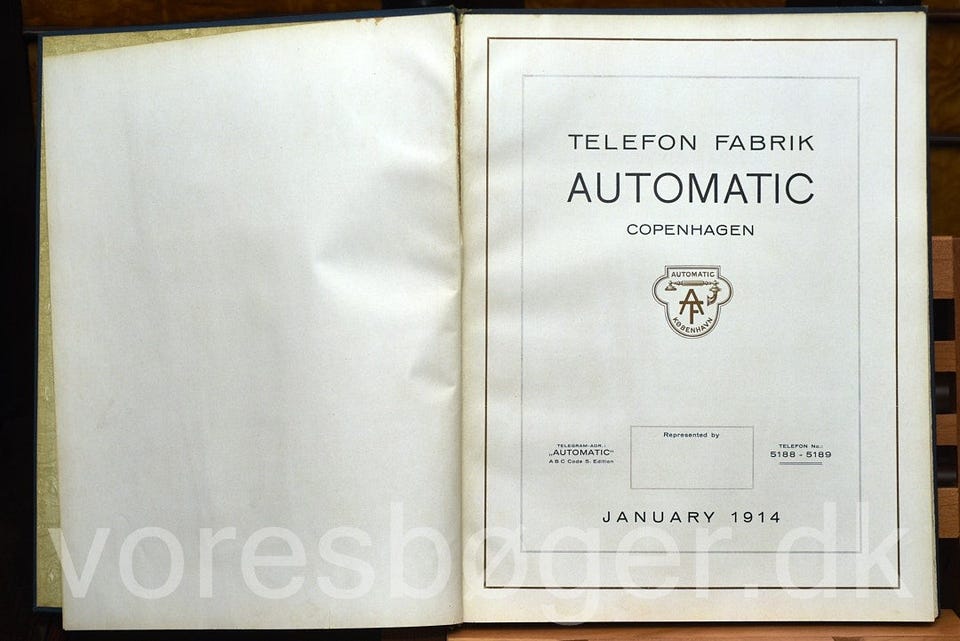 TELEFON FABRIK
AUTOMATIC
COPENHAGEN
AUTOMATIC
AF
KØBENHAVN
TELEGRAM-ADR.:
„AUTOMATIC“
A B C Code 5. Edition
Represented by
TELEFON No.:
5188 - 5189
JANUARY 1914
voresbøger.dk